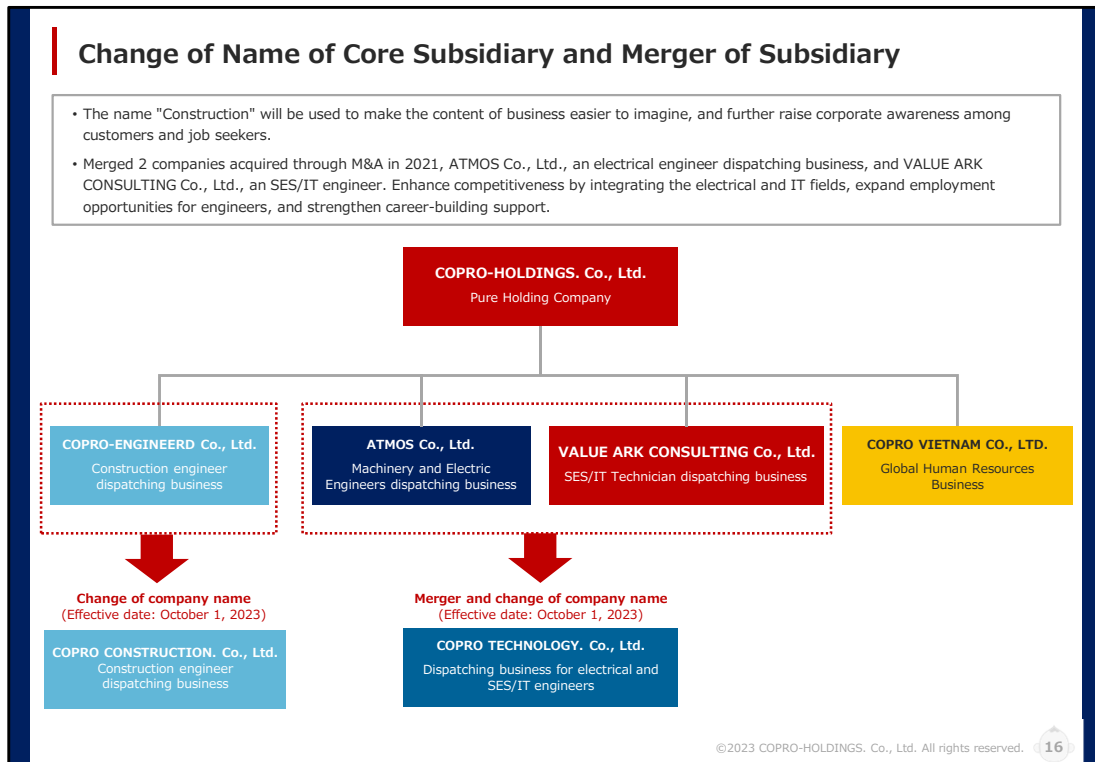 Change of Name of Core Subsidiary and Merger of Subsidiary
• The name "Construction" will be used to make the content of business easier to imagine, and further raise corporate awareness among
customers and job seekers.
• Merged 2 companies acquired through M&A in 2021, ATMOS Co., Ltd., an electrical engineer dispatching business, and VALUE ARK
CONSULTING Co., Ltd., an SES/IT engineer. Enhance competitiveness by integrating the electrical and IT fields, expand employment
opportunities for engineers, and strengthen career-building support.
COPRO-HOLDINGS. Co., Ltd.
Pure Holding Company
COPRO-ENGINEERD Co., Ltd.
Construction engineer
dispatching business
ATMOS Co., Ltd.
Machinery and Electric
Engineers dispatching business
VALUE ARK CONSULTING Co., Ltd.
SES/IT Technician dispatching business
COPRO VIETNAM CO., LTD.
Global Human Resources
Business
Change of company name
(Effective date: October 1, 2023)
COPRO CONSTRUCTION. Co., Ltd.
Construction engineer
dispatching business
Merger and change of company name
(Effective date: October 1, 2023)
COPRO TECHNOLOGY. Co., Ltd.
Dispatching business for electrical and
SES/IT engineers
©2023 COPRO-HOLDINGS. Co., Ltd. All rights reserved.
16